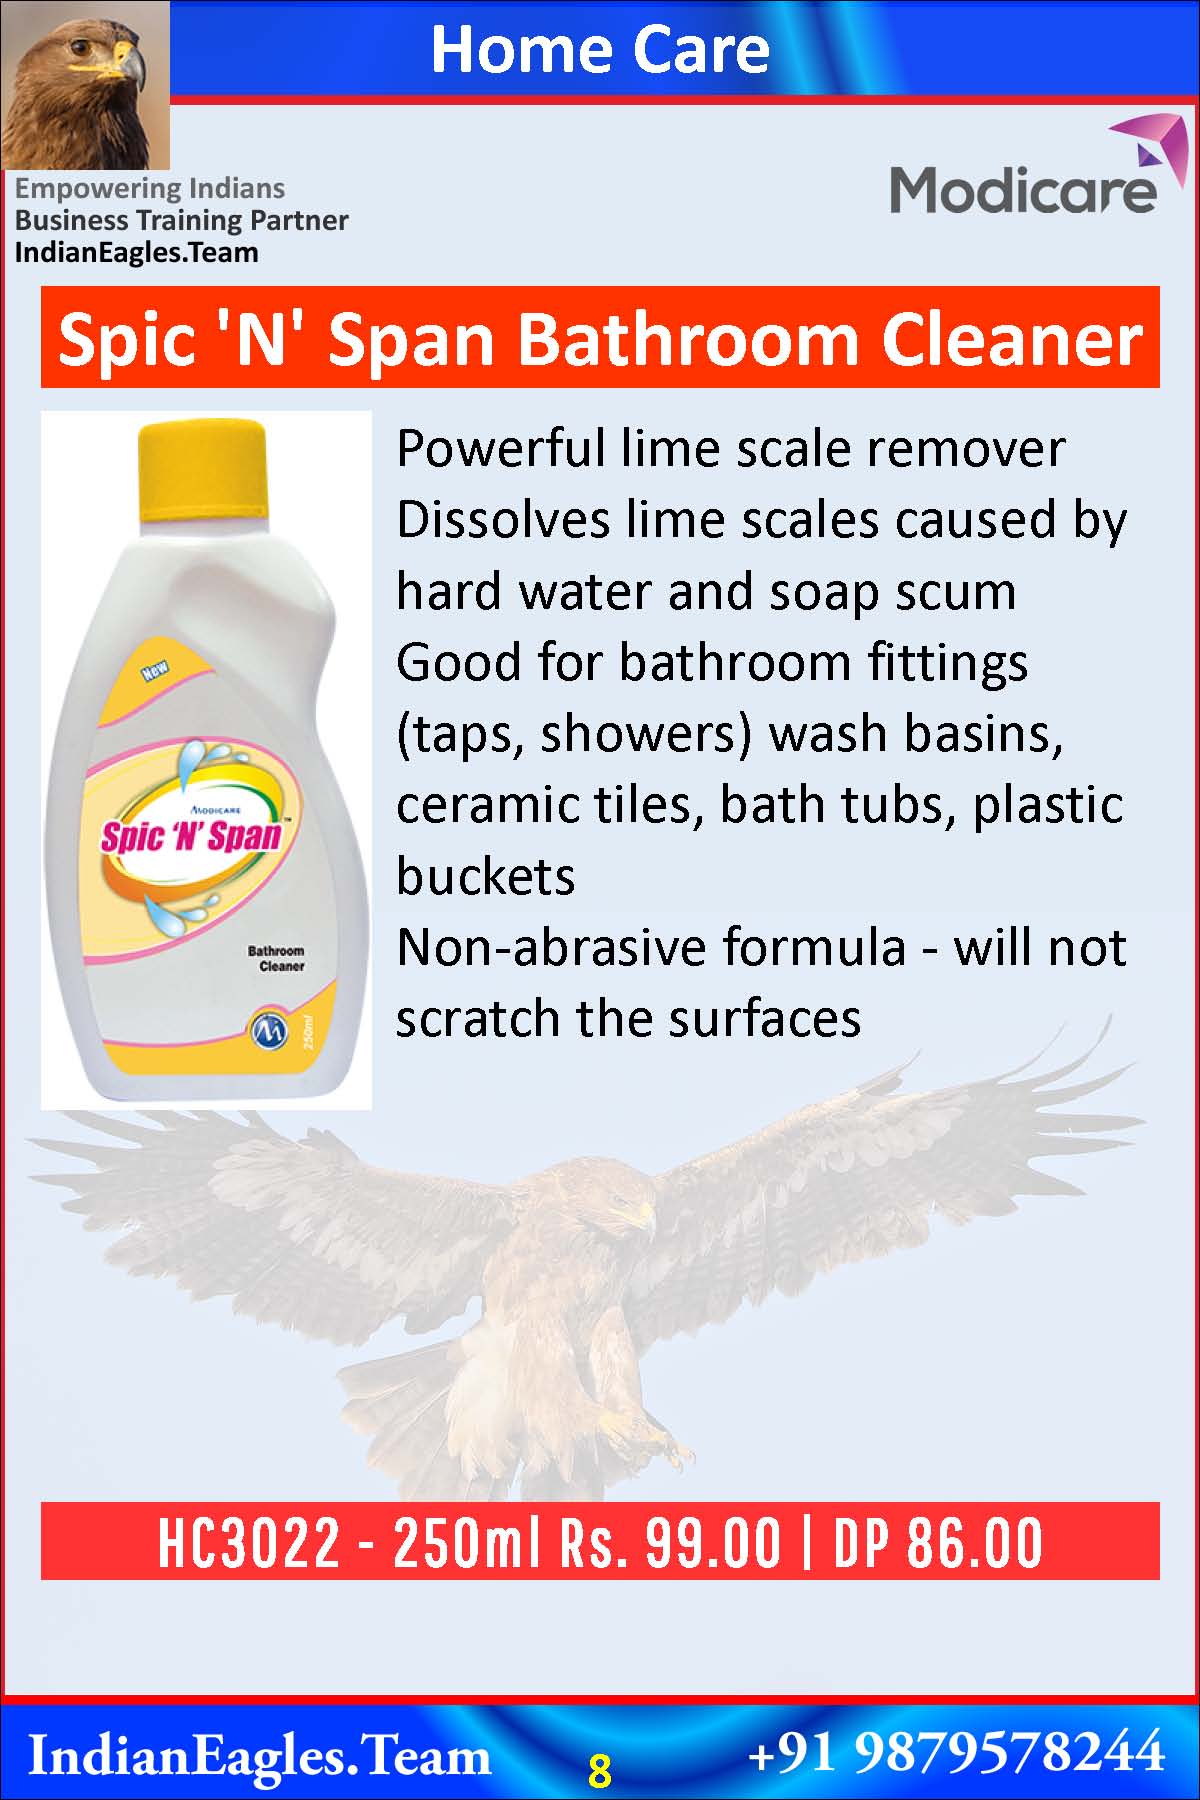 Home Care
Empowering Indians
Business Training Partner
IndianEagles.Team
Modicare
Spic 'N' Span Bathroom Cleaner
New
MODICARE
Spic 'N' Span™
Bathroom
Cleaner
250ml
Powerful lime scale remover
Dissolves lime scales caused by
hard water and soap scum
Good for bathroom fittings
(taps, showers) wash basins,
ceramic tiles, bath tubs, plastic
buckets
Non-abrasive formula - will not
scratch the surfaces
HC3022 - 250ml Rs. 99.00 | DP 86.00
IndianEagles.Team
8
+91 9879578244